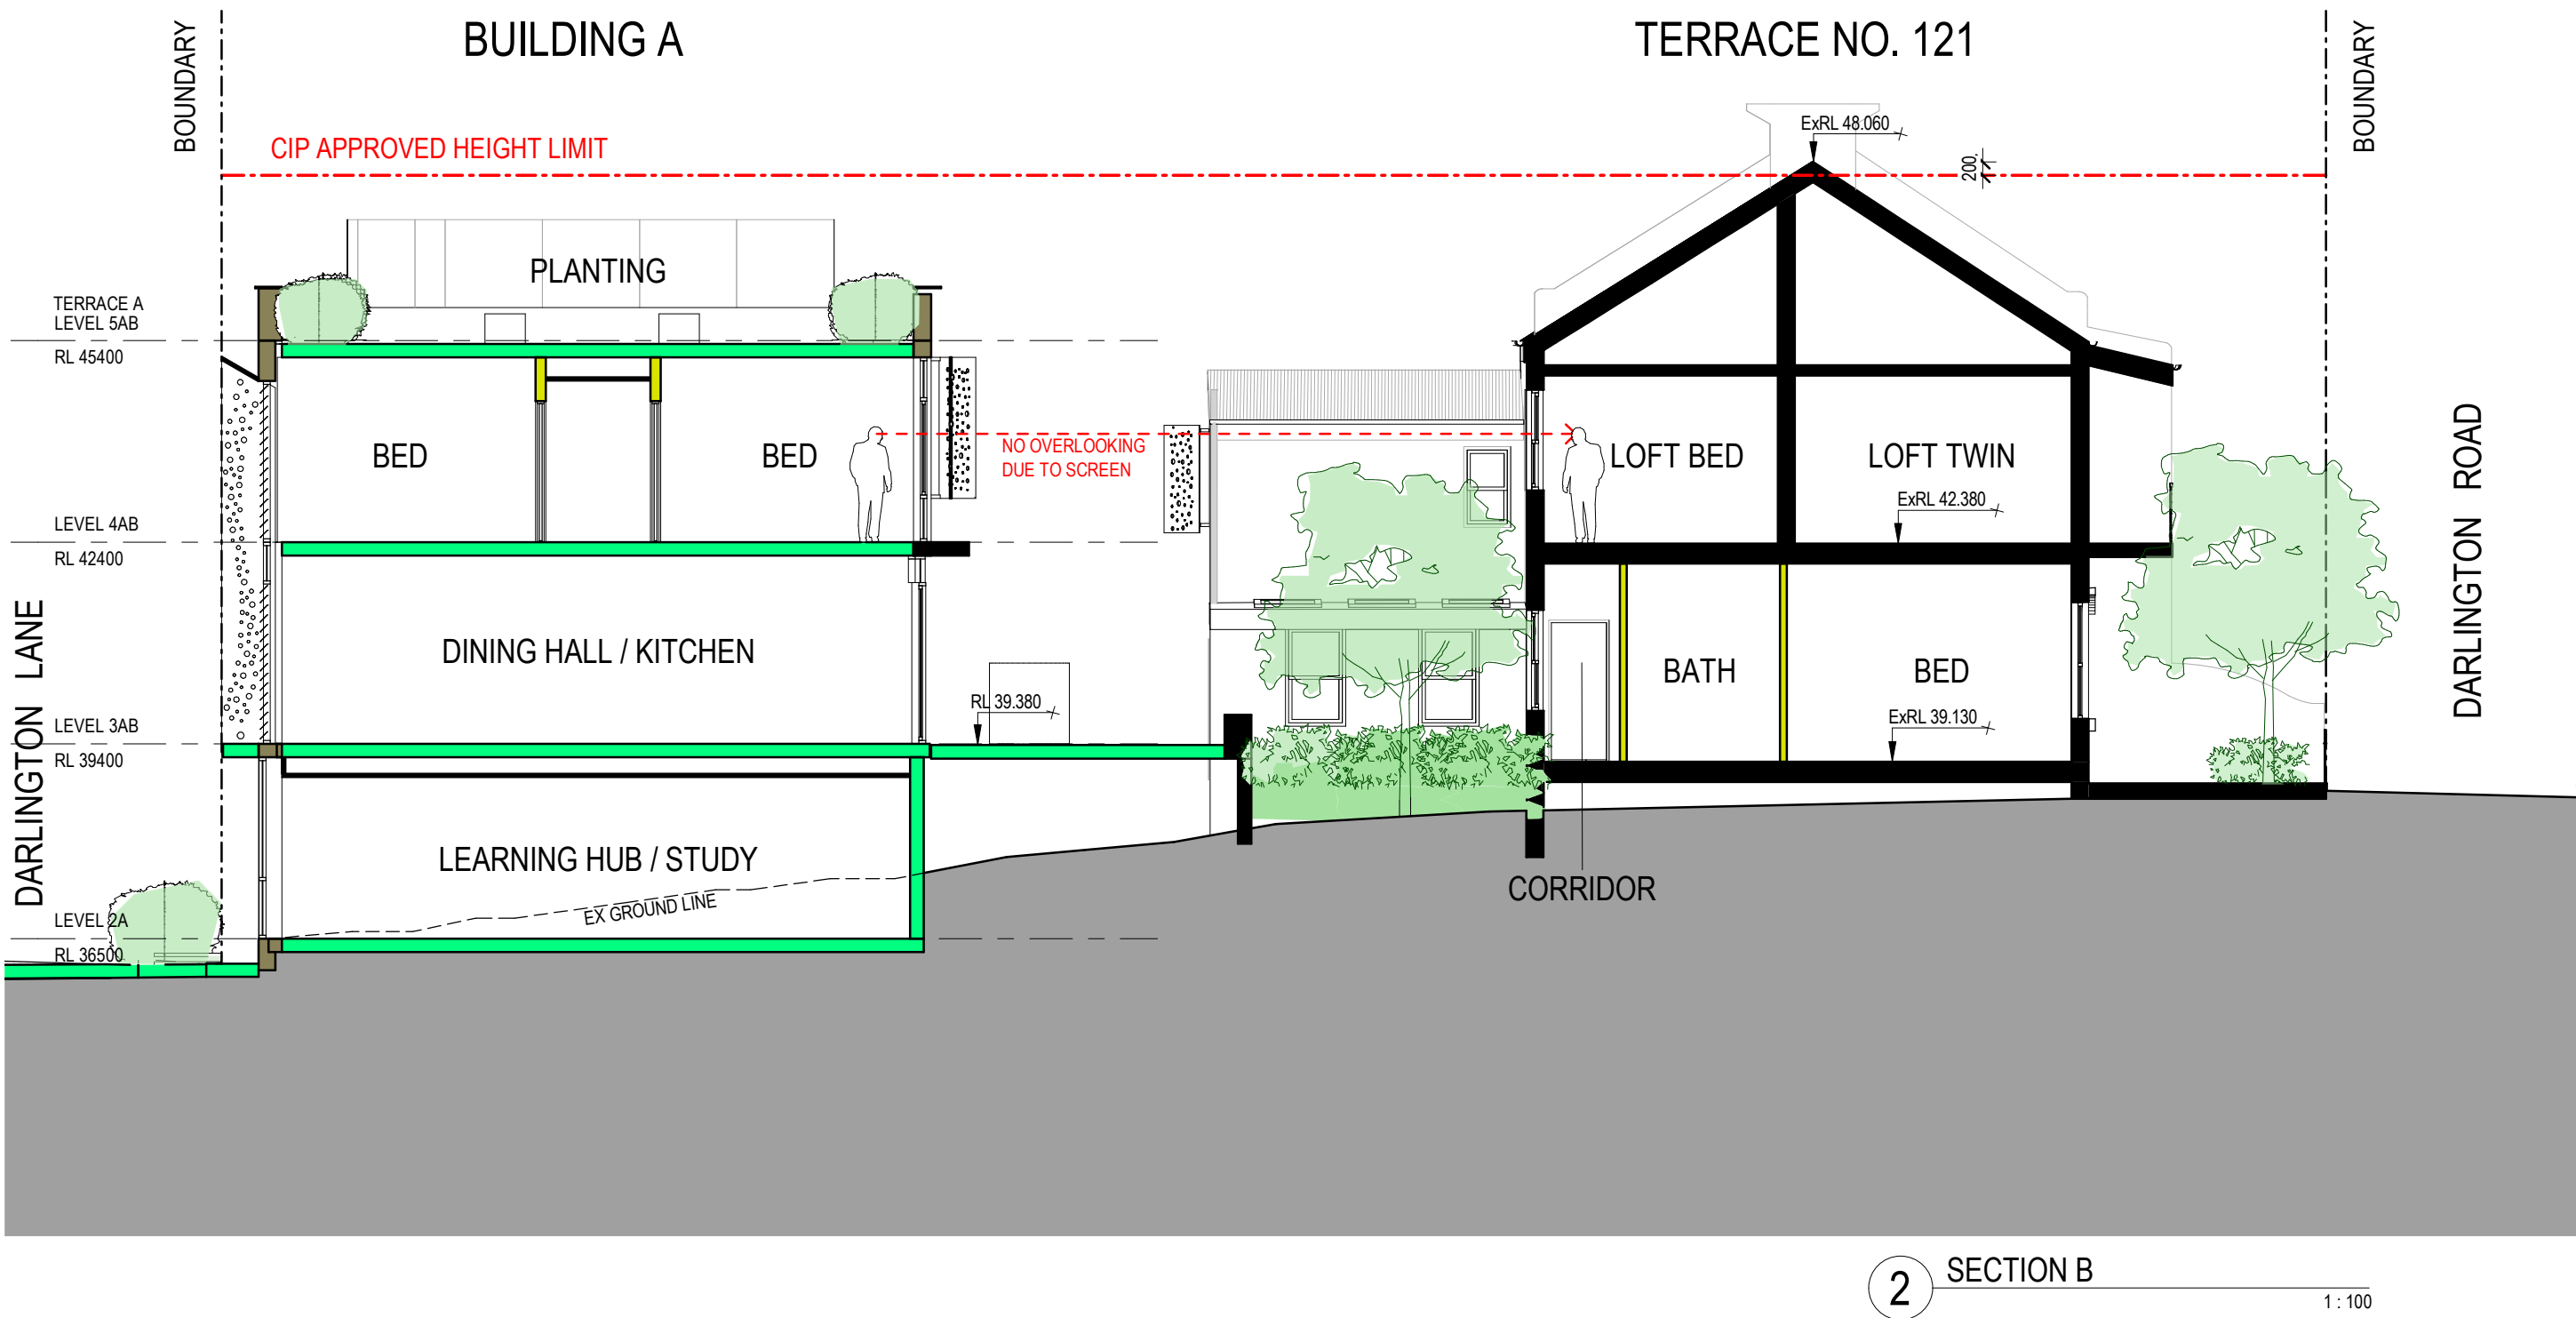 BUILDING A
TERRACE NO. 121
BOUNDARY
BOUNDARY
CIP APPROVED HEIGHT LIMIT
ExRL 48.060
200.
PLANTING
TERRACE A
LEVEL 5AB
RL 45400
BED
BED
NO OVERLOOKING
DUE TO SCREEN
LOFT BED
LOFT TWIN
ExRL 42.380
LEVEL 4AB
RL 42400
DINING HALL / KITCHEN
BATH
BED
RL 39.380
ExRL 39.130
LEVEL 3AB
RL 39400
DARLINGTON LANE
DARLINGTON ROAD
LEARNING HUB / STUDY
CORRIDOR
EX GROUND LINE
LEVEL 2A
RL 36500
2
SECTION B
1 : 100